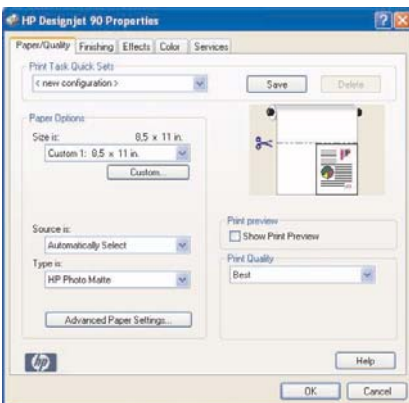 HP Designjet 90 Properties
Paper/Quality Finishing Effects Color Services
Print Task Quick Sets
< new configuration >
Save
Delete
Paper Options
Size is: 8,5 x 11 in.
Custom 1: 8,5 x 11 in.
Custom...
Source is:
Automatically Select
Type is:
HP Photo Matte
Advanced Paper Settings...
Print preview
Show Print Preview
Print Quality
Best
hp
Help
OK
Cancel